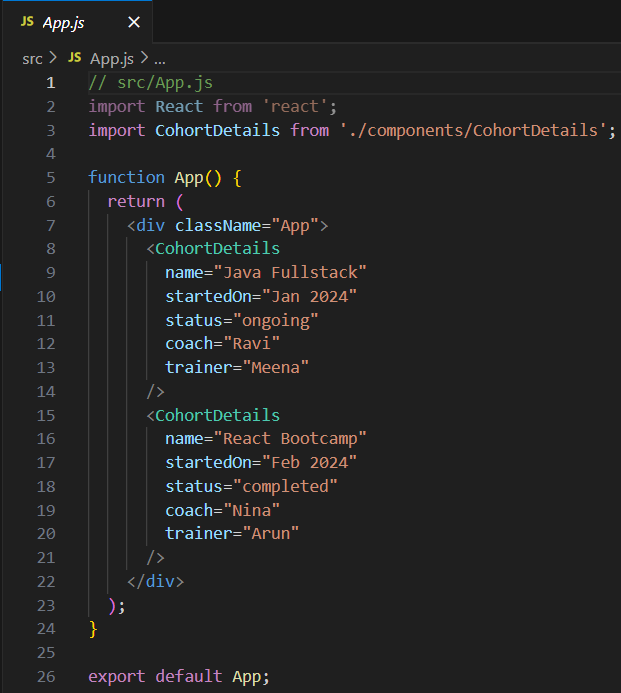 JS App.js ×
src > JS App.js > ...
1 // src/App.js
2 import React from 'react';
3 import CohortDetails from './components/CohortDetails';
4
5 function App() {
6   return (
7     <div className="App">
8       <CohortDetails
9         name="Java Fullstack"
10         startedOn="Jan 2024"
11         status="ongoing"
12         coach="Ravi"
13         trainer="Meena"
14       />
15       <CohortDetails
16         name="React Bootcamp"
17         startedOn="Feb 2024"
18         status="completed"
19         coach="Nina"
20         trainer="Arun"
21       />
22     </div>
23   );
24 }
25
26 export default App;